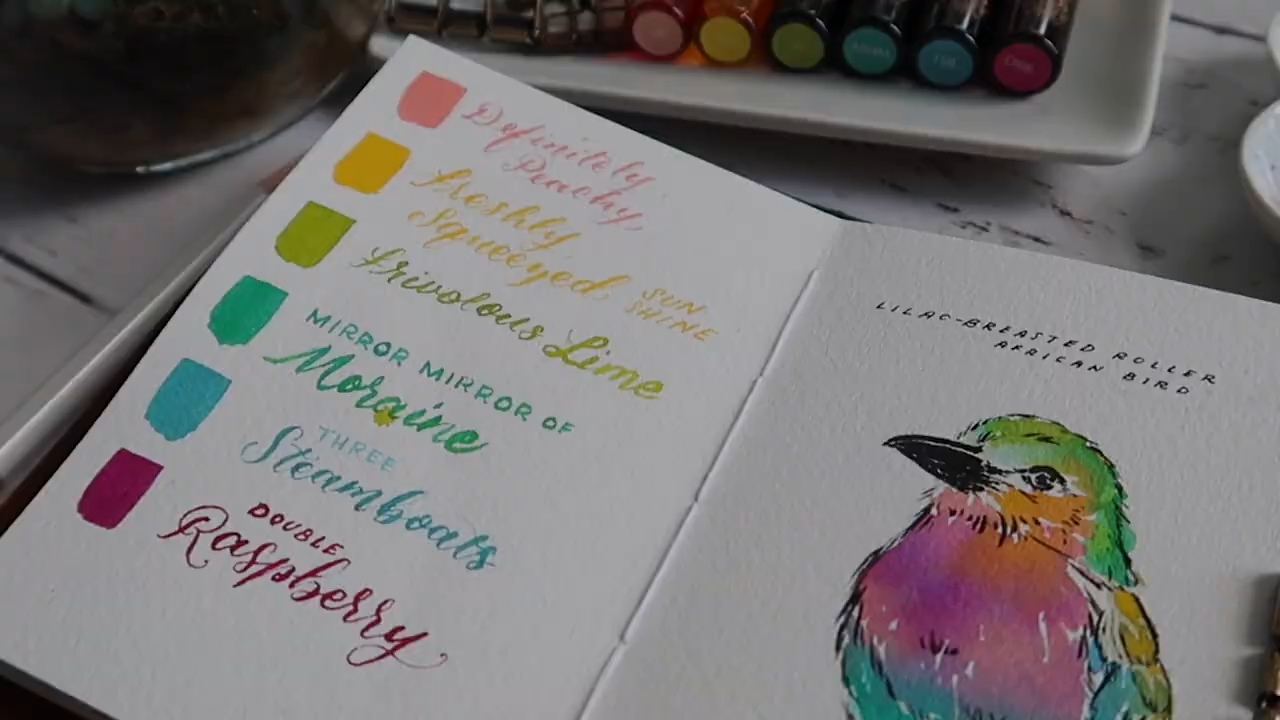 Definitely
Peachy
Freshly
Squeezed SUN
SHINE
Frivolous Lime
MIRROR MIRROR OF
Moraine
THREE
Steamboats
DOUBLE
Raspberry
LILAC-BREASTED ROLLER
AFRICAN BIRD